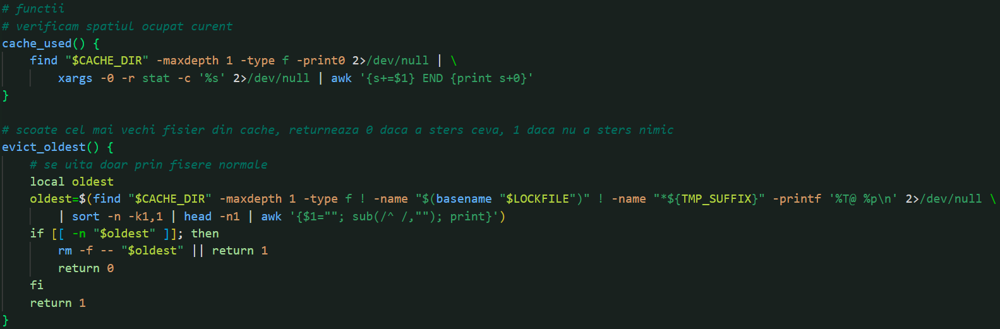 # functii
# verificam spatiul ocupat curent
cache_used() {
    find "$CACHE_DIR" -maxdepth 1 -type f -print0 2>/dev/null | \
        xargs -0 -r stat -c '%s' 2>/dev/null | awk '{s+=$1} END {print s+0}'
}

# scoate cel mai vechi fisier din cache, returneaza 0 daca a sters ceva, 1 daca nu a sters nimic
evict_oldest() {
    # se uita doar prin fisere normale
    local oldest
    oldest=$(find "$CACHE_DIR" -maxdepth 1 -type f ! -name "$(basename "$LOCKFILE")" ! -name "*${TMP_SUFFIX}" -printf '%T@ %p\n' 2>/dev/null \
        | sort -n -k1,1 | head -n1 | awk '{$1=""; sub(/^ /,""); print}')
    if [[ -n "$oldest" ]]; then
        rm -f -- "$oldest" || return 1
        return 0
    fi
    return 1
}